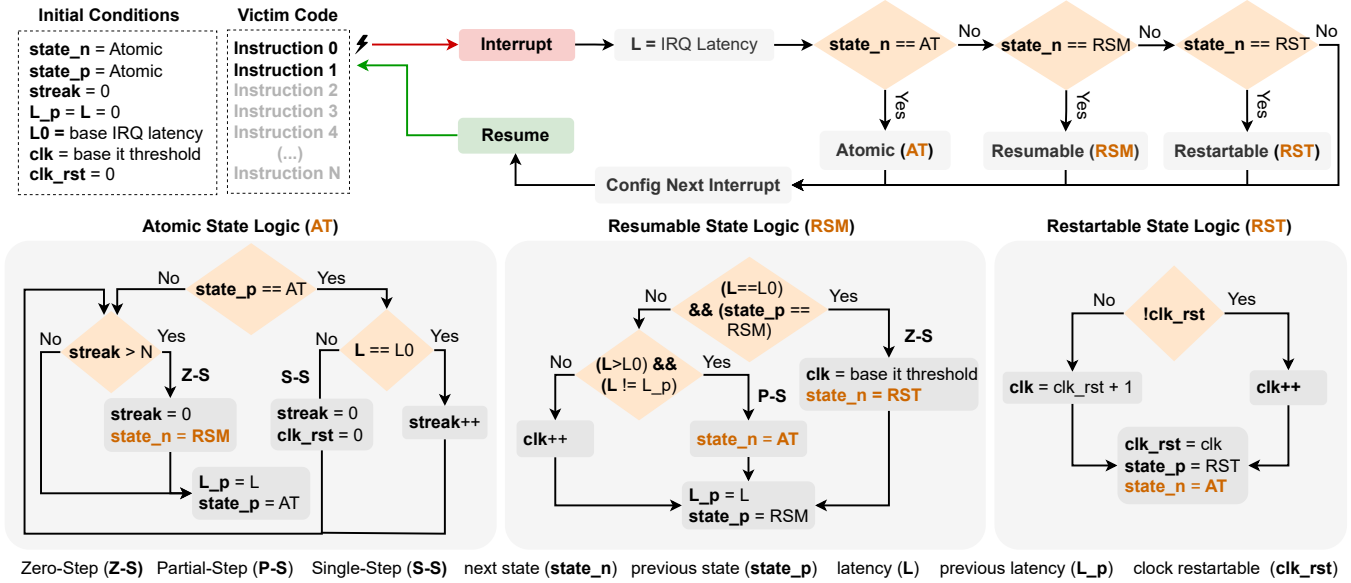 Initial Conditions
state_n = Atomic
state_p = Atomic
streak = 0
L_p = L = 0
L0 = base IRQ latency
clk = base it threshold
clk_rst = 0
Victim Code
Instruction 0
Instruction 1
Instruction 2
Instruction 3
Instruction 4
(...)
Instruction N
Interrupt
L = IRQ Latency
state_n == AT
No
state_n == RSM
No
state_n == RST
No
Yes
Yes
Yes
Resume
Atomic (AT)
Resumable (RSM)
Restartable (RST)
Config Next Interrupt
Atomic State Logic (AT)
No
state_p == AT
Yes
No
streak > N
Yes
Z-S
No
L == L0
Yes
S-S
streak = 0
state_n = RSM
streak = 0
clk_rst = 0
streak++
L_p = L
state_p = AT
Resumable State Logic (RSM)
No
(L==L0)
&& (state_p ==
RSM)
Yes
No
(L>L0) &&
(L != L_p)
Yes
Z-S
P-S
clk = base it threshold
state_n = RST
clk++
state_n = AT
L_p = L
state_p = RSM
Restartable State Logic (RST)
No
!clk_rst
Yes
clk = clk_rst + 1
clk++
clk_rst = clk
state_p = RST
state_n = AT
Zero-Step (Z-S) Partial-Step (P-S) Single-Step (S-S) next state (state_n) previous state (state_p) latency (L) previous latency (L_p) clock restartable (clk_rst)